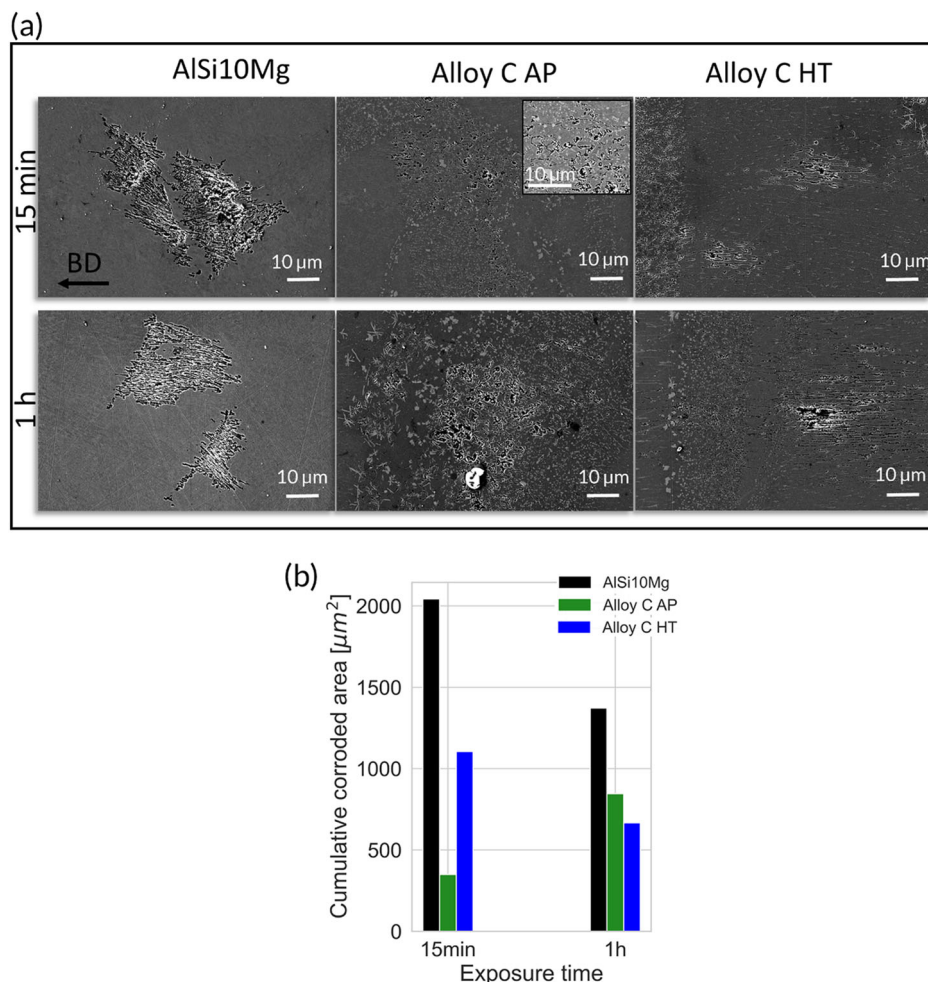 (a)
AlSi10Mg Alloy C AP Alloy C HT
15 min
10 µm
BD
10 µm
10 µm
10 µm
1 h
10 µm
10 µm
10 µm
(b)
AlSi10Mg
Alloy C AP
Alloy C HT
Cumulative corroded area [µm²]
2000
1500
1000
500
0
15min 1h
Exposure time